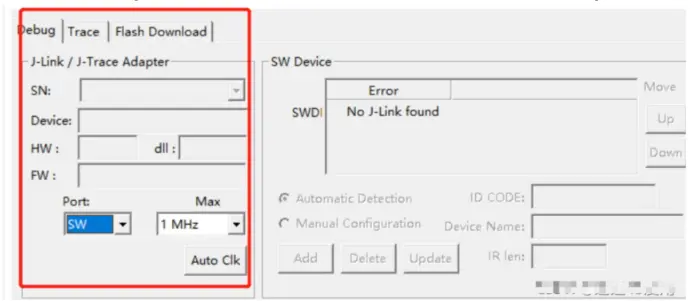 Debug Trace Flash Download
J-Link / J-Trace Adapter
SN:
Device:
HW : dll :
FW :
Port: Max
SW 1 MHz
Auto Clk
SW Device
Error
SWDI No J-Link found
Move
Up
Down
Automatic Detection ID CODE:
Manual Configuration Device Name:
Add Delete Update IR len: